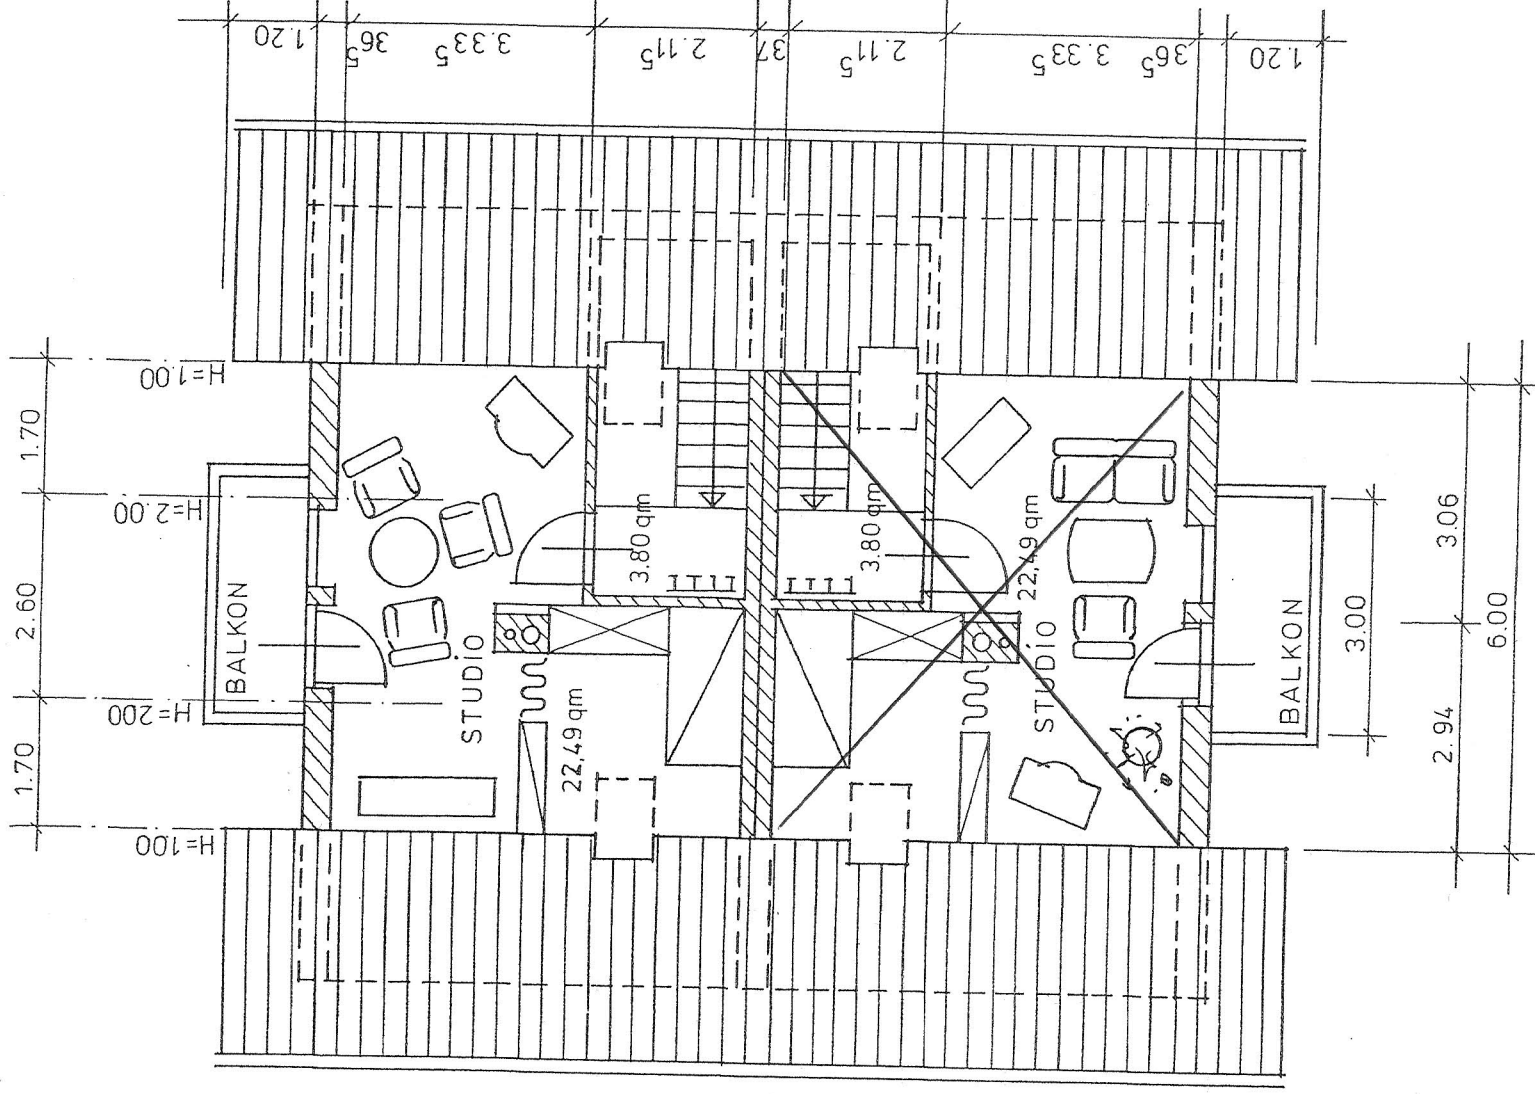 1.20
36⁵
3.33⁵
2.11⁵
37
2.11⁵
3.33⁵
36⁵
1.20
H=1.00
1.70
H=2.00
2.60
BALKON
H=200
1.70
H=100
STUDIO
22,49 qm
3.80 qm
3.80 qm
22,49 qm
STUDIO
BALKON
3.00
3.06
2.94
6.00